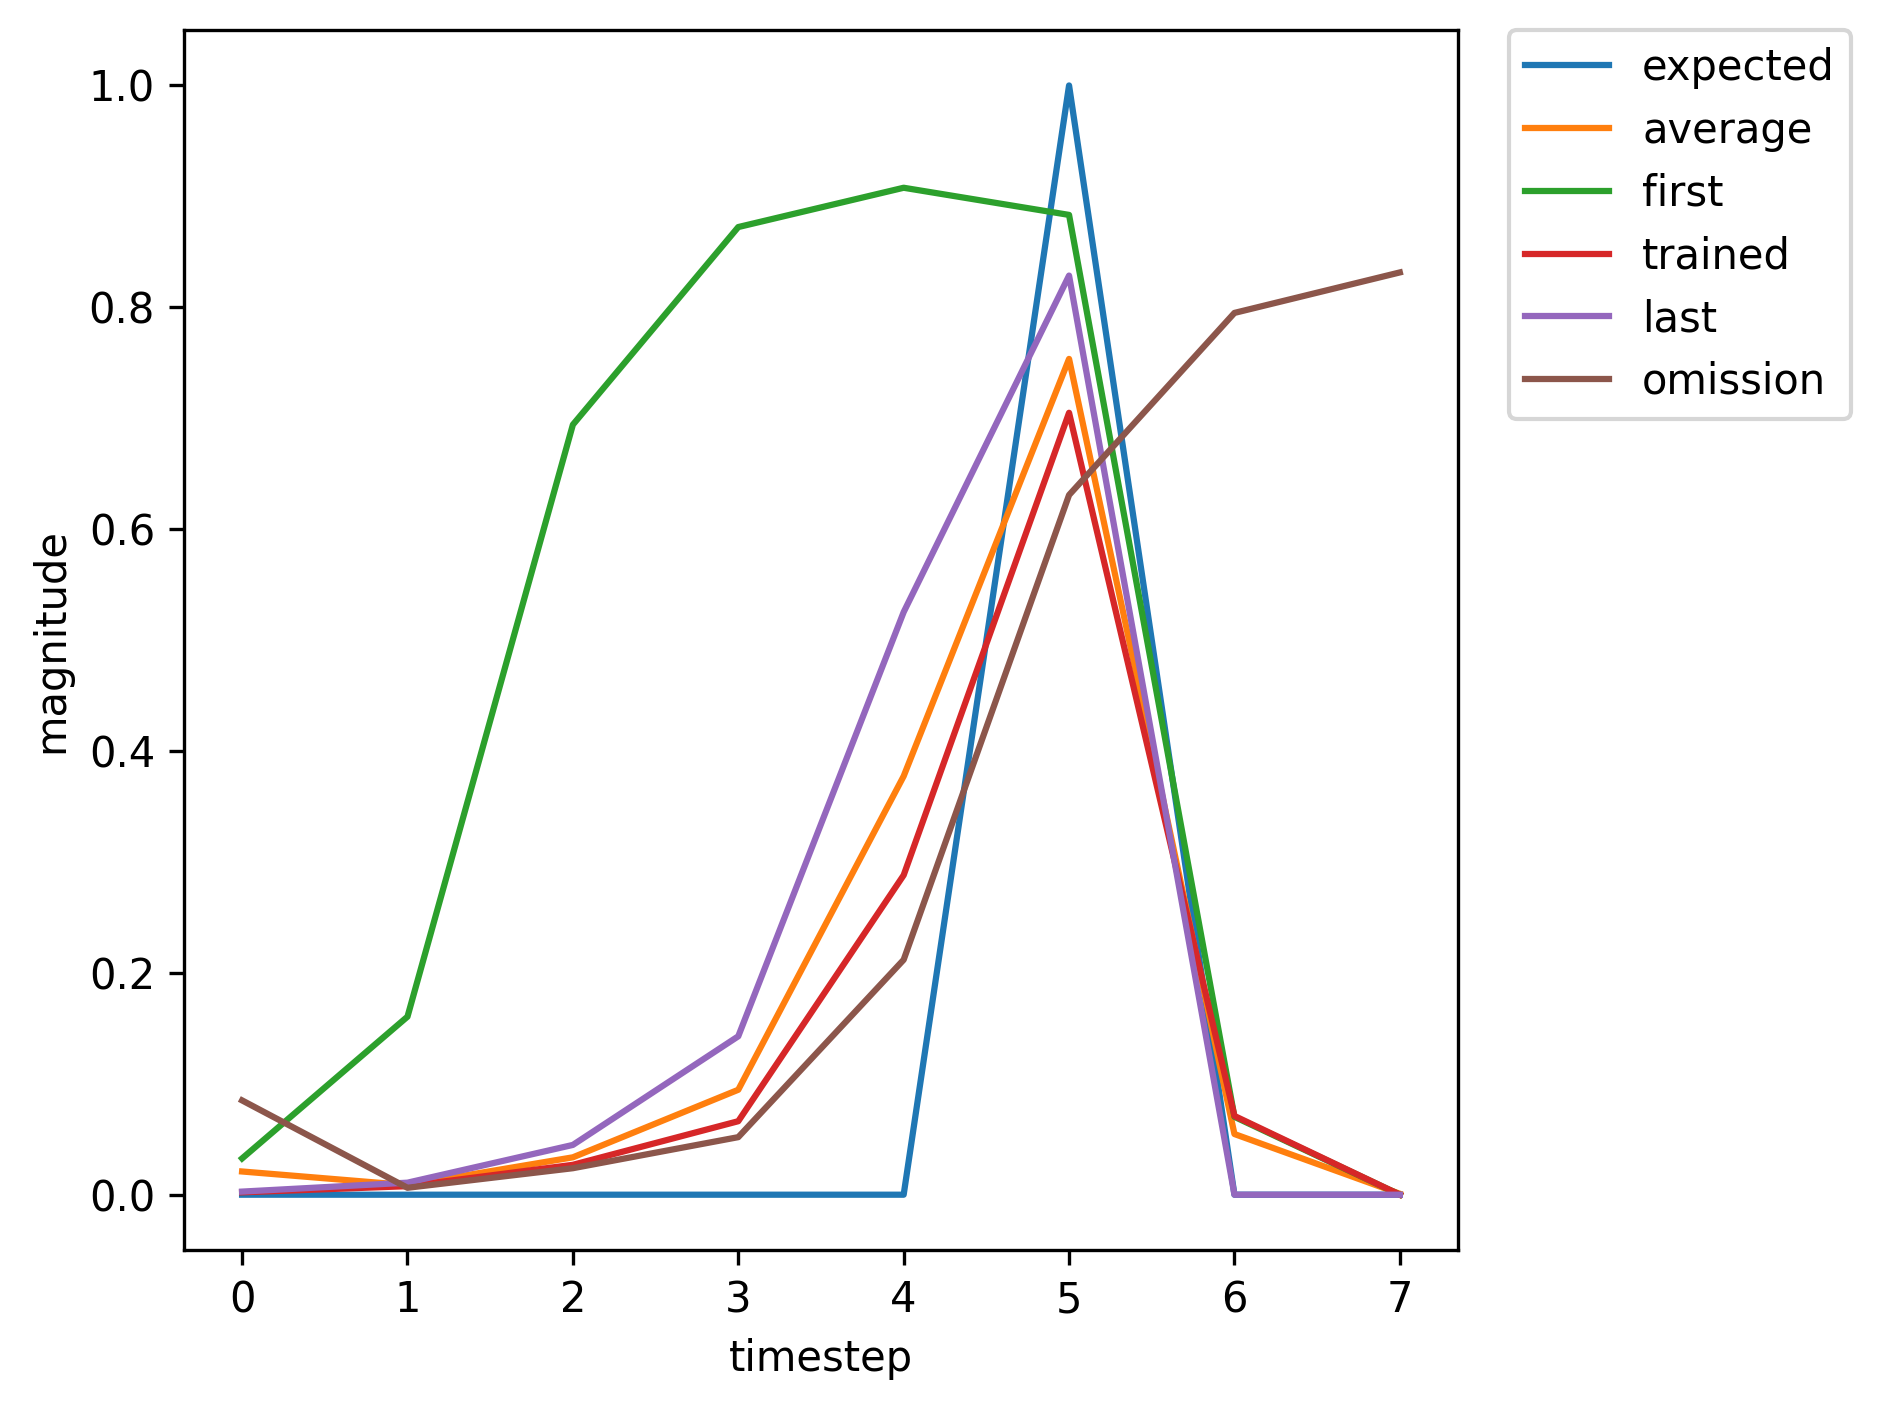 1.0
0.8
0.6
0.4
0.2
0.0
magnitude
0 1 2 3 4 5 6 7
timestep
expected
average
first
trained
last
omission